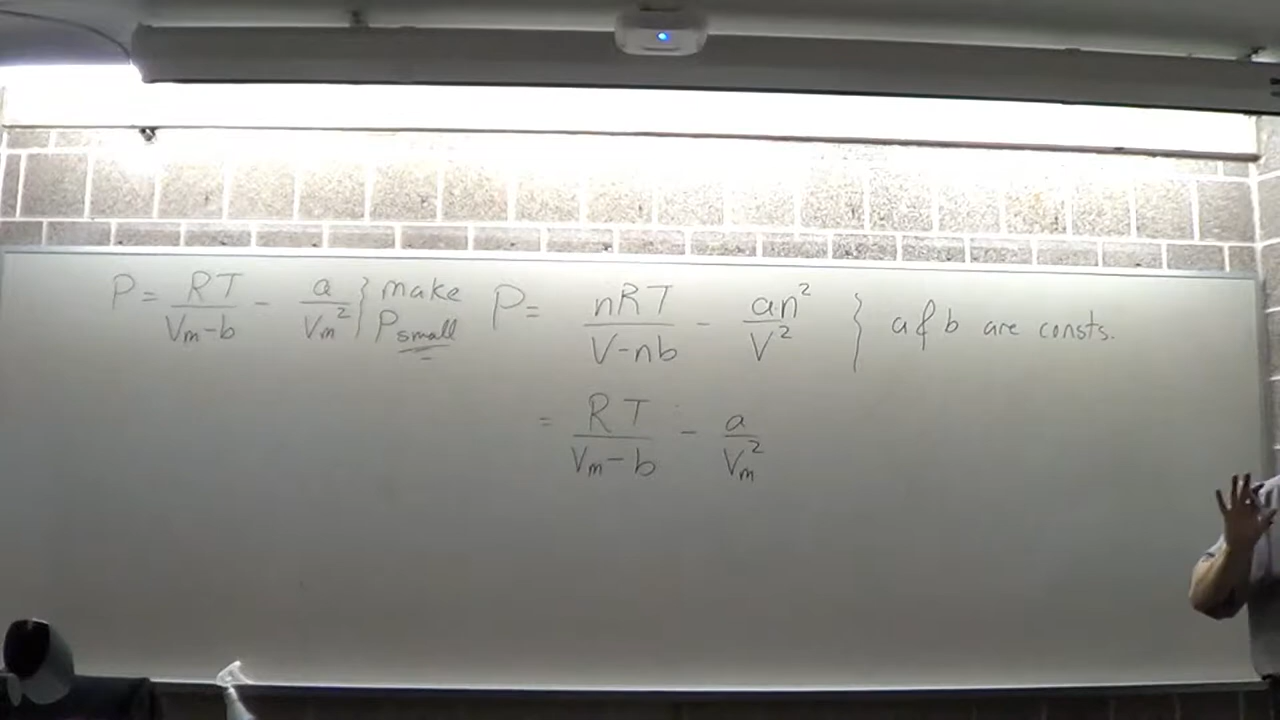 P = RT/(Vm-b) - a/Vm² } make P small
P = nRT/(V-nb) - an²/V² } a & b are consts.
= RT/(Vm-b) - a/Vm²